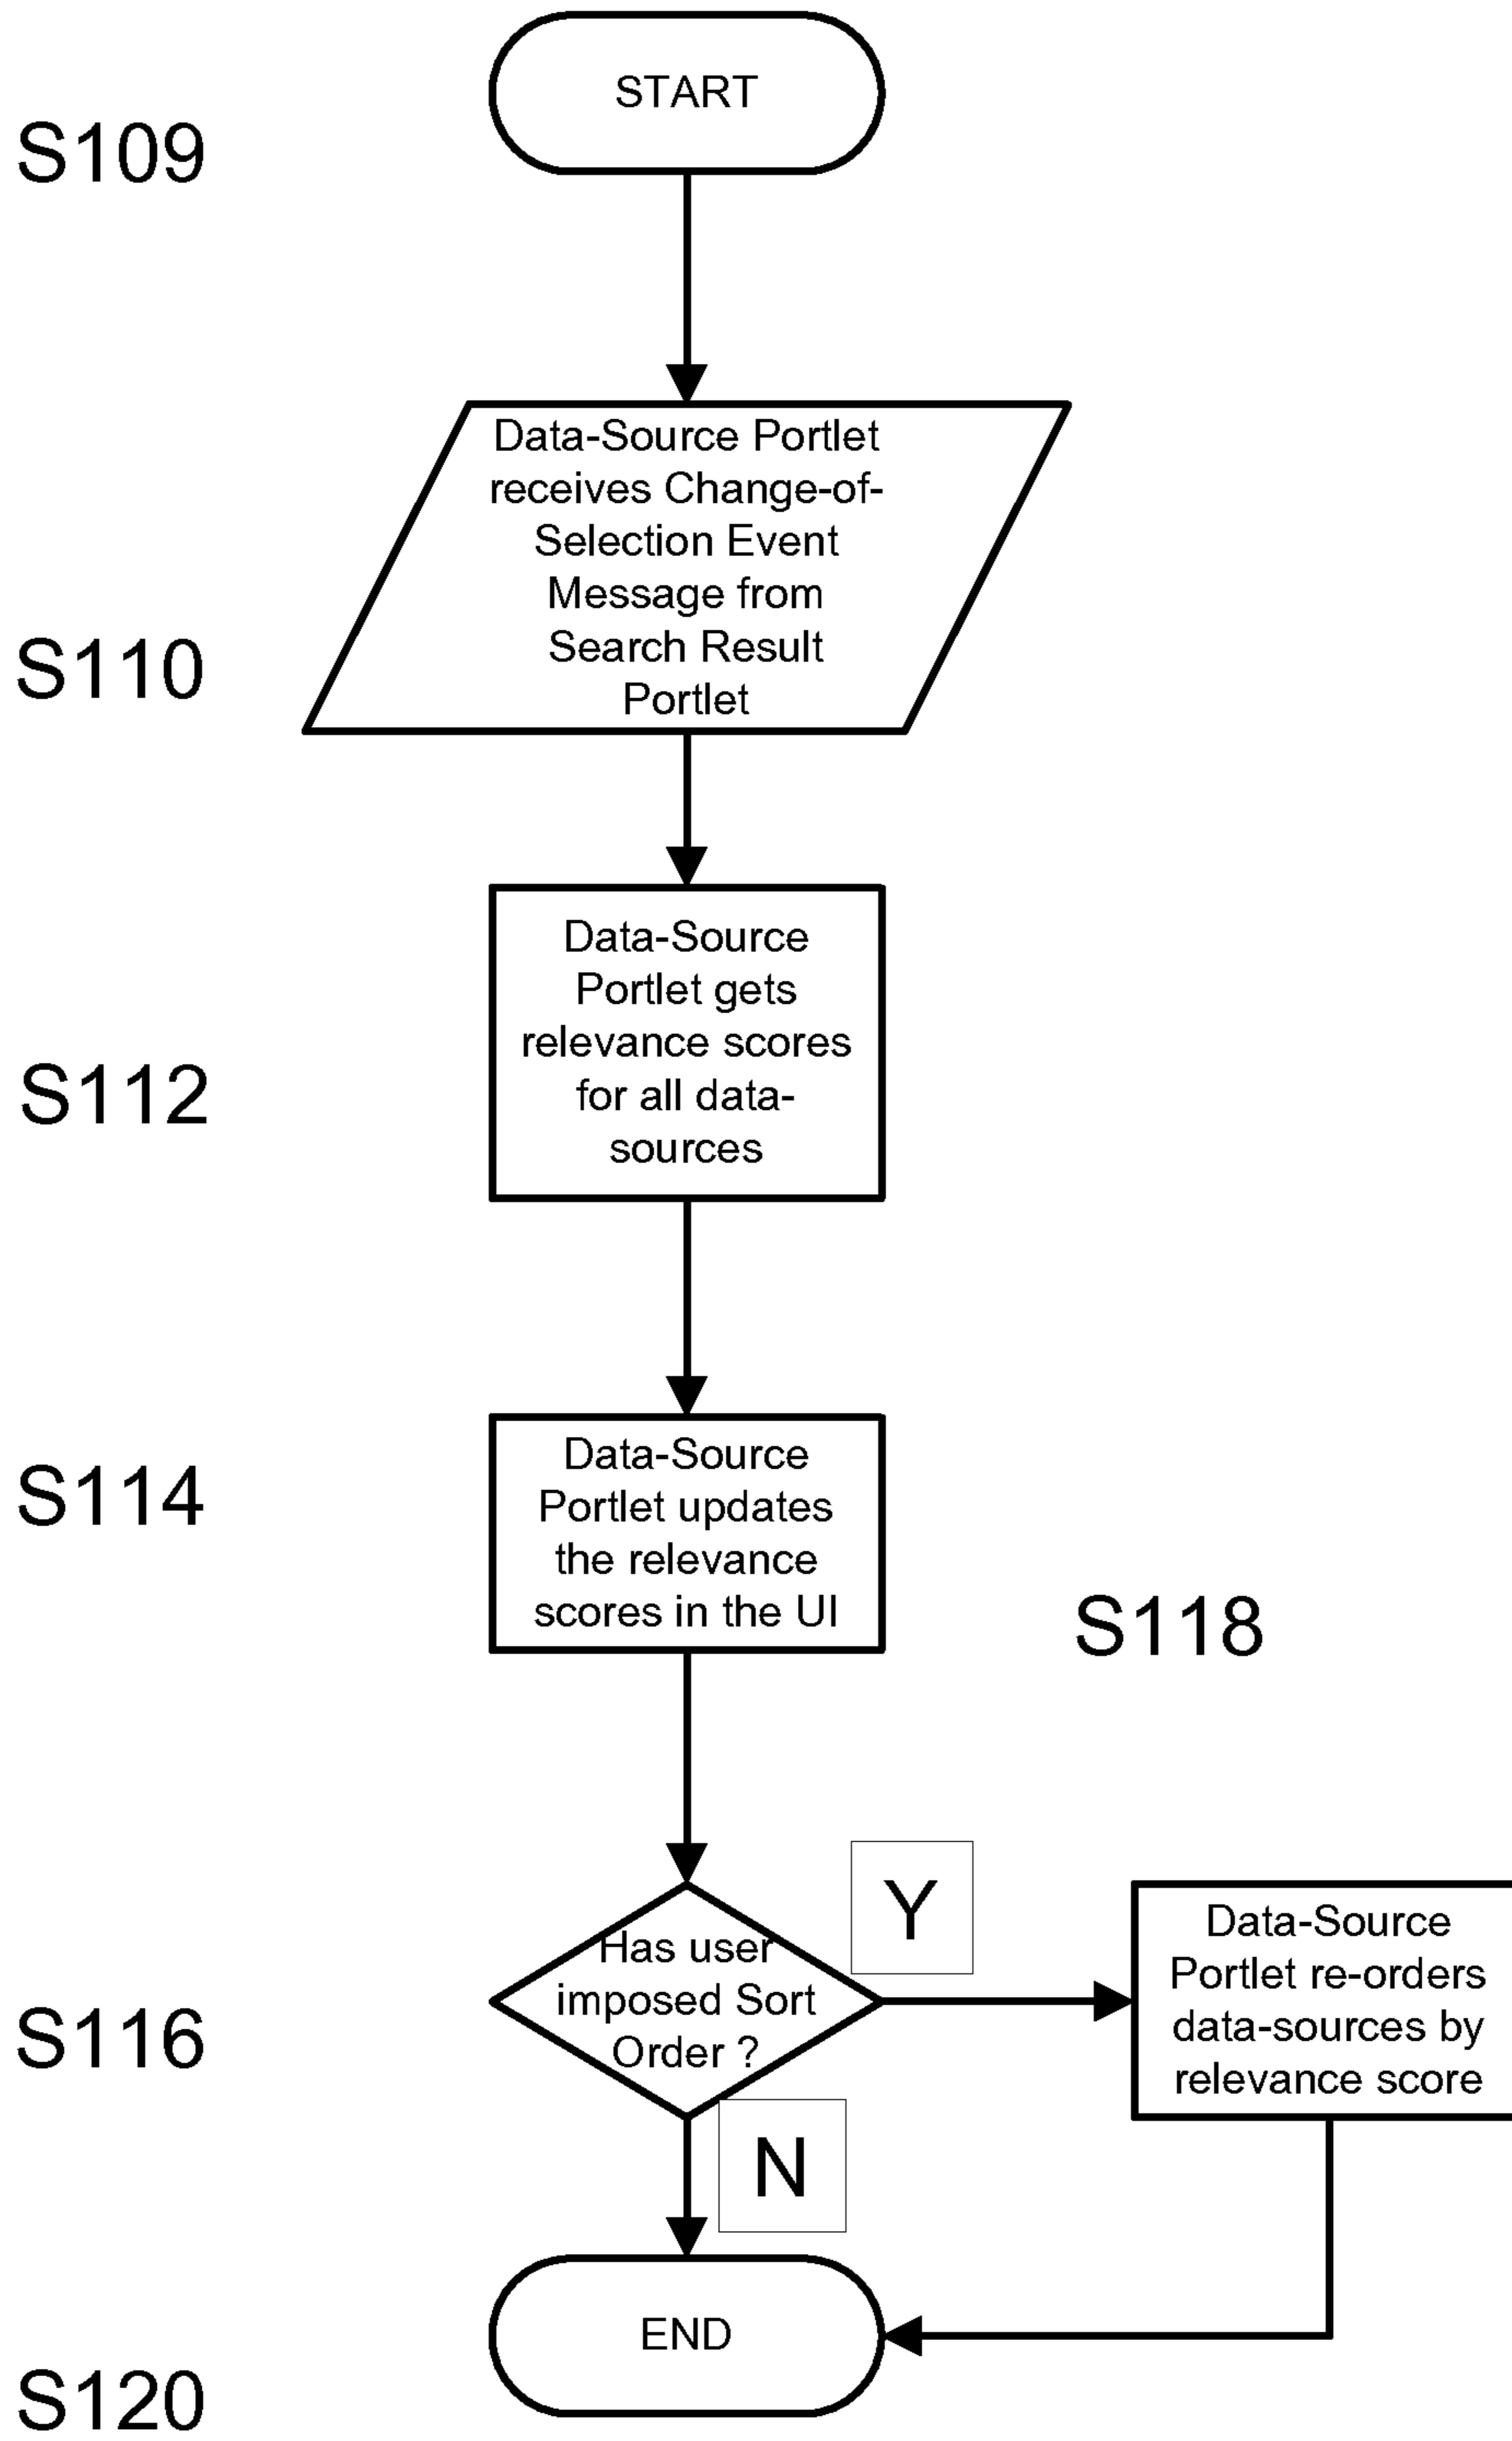 START
S109
Data-Source Portlet
receives Change-of-
Selection Event
Message from
Search Result
Portlet
S110
Data-Source
Portlet gets
relevance scores
for all data-
sources
S112
Data-Source
Portlet updates
the relevance
scores in the UI
S114
S118
Y
Data-Source
Portlet re-orders
data-sources by
relevance score
Has user
imposed Sort
Order ?
S116
N
END
S120